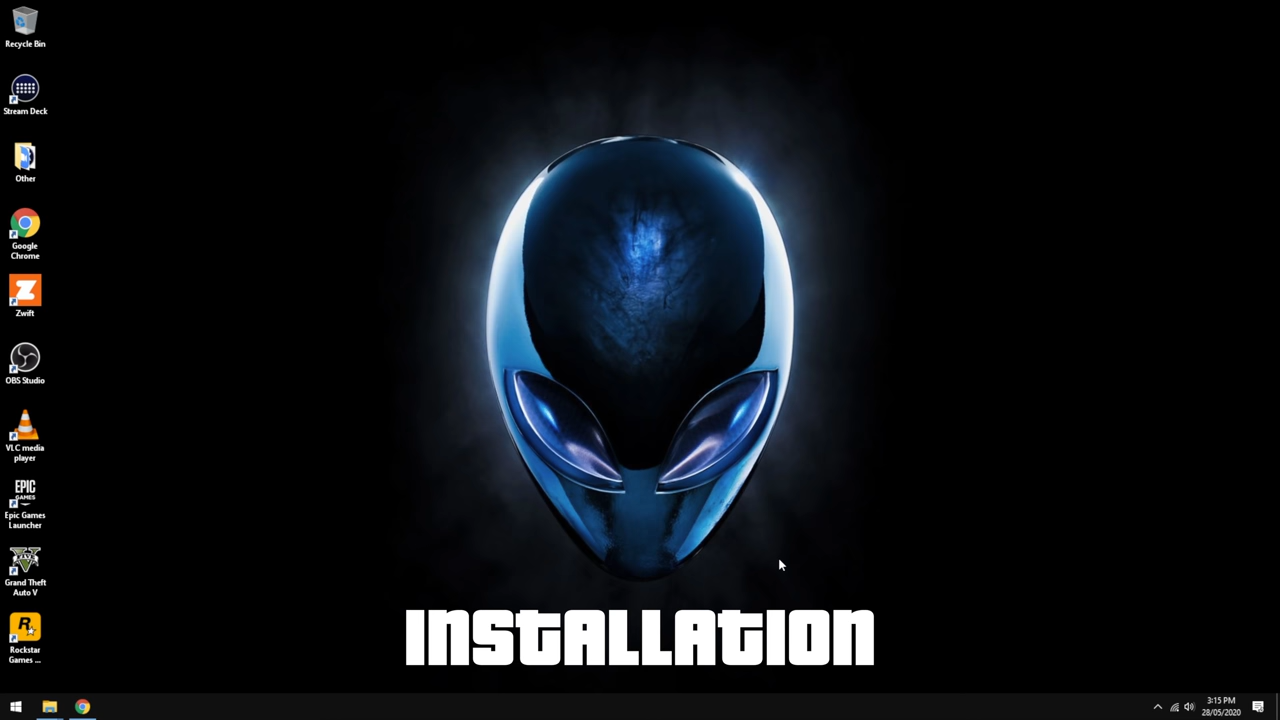 Recycle Bin
Stream Deck
Other
Google
Chrome
Zwift
OBS Studio
VLC media
player
EPIC
GAMES
Epic Games
Launcher
FIVE
Grand Theft
Auto V
R
Rockstar
Games ...
INSTALLATION
3:15 PM
28/05/2020